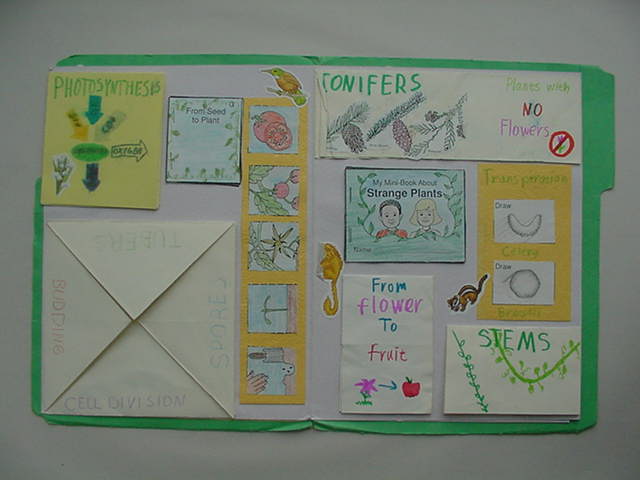 PHOTOSYNTHESIS
OXYGEN
From Seed
to Plant
TUBERS
BUDDING
SPORES
CELL DIVISION
CONIFERS
Plants with
NO
Flowers
My Mini-Book About
Strange Plants
Transpiration
Draw
Celery
Draw
Broccoli
From
flower
To
fruit
STEMS